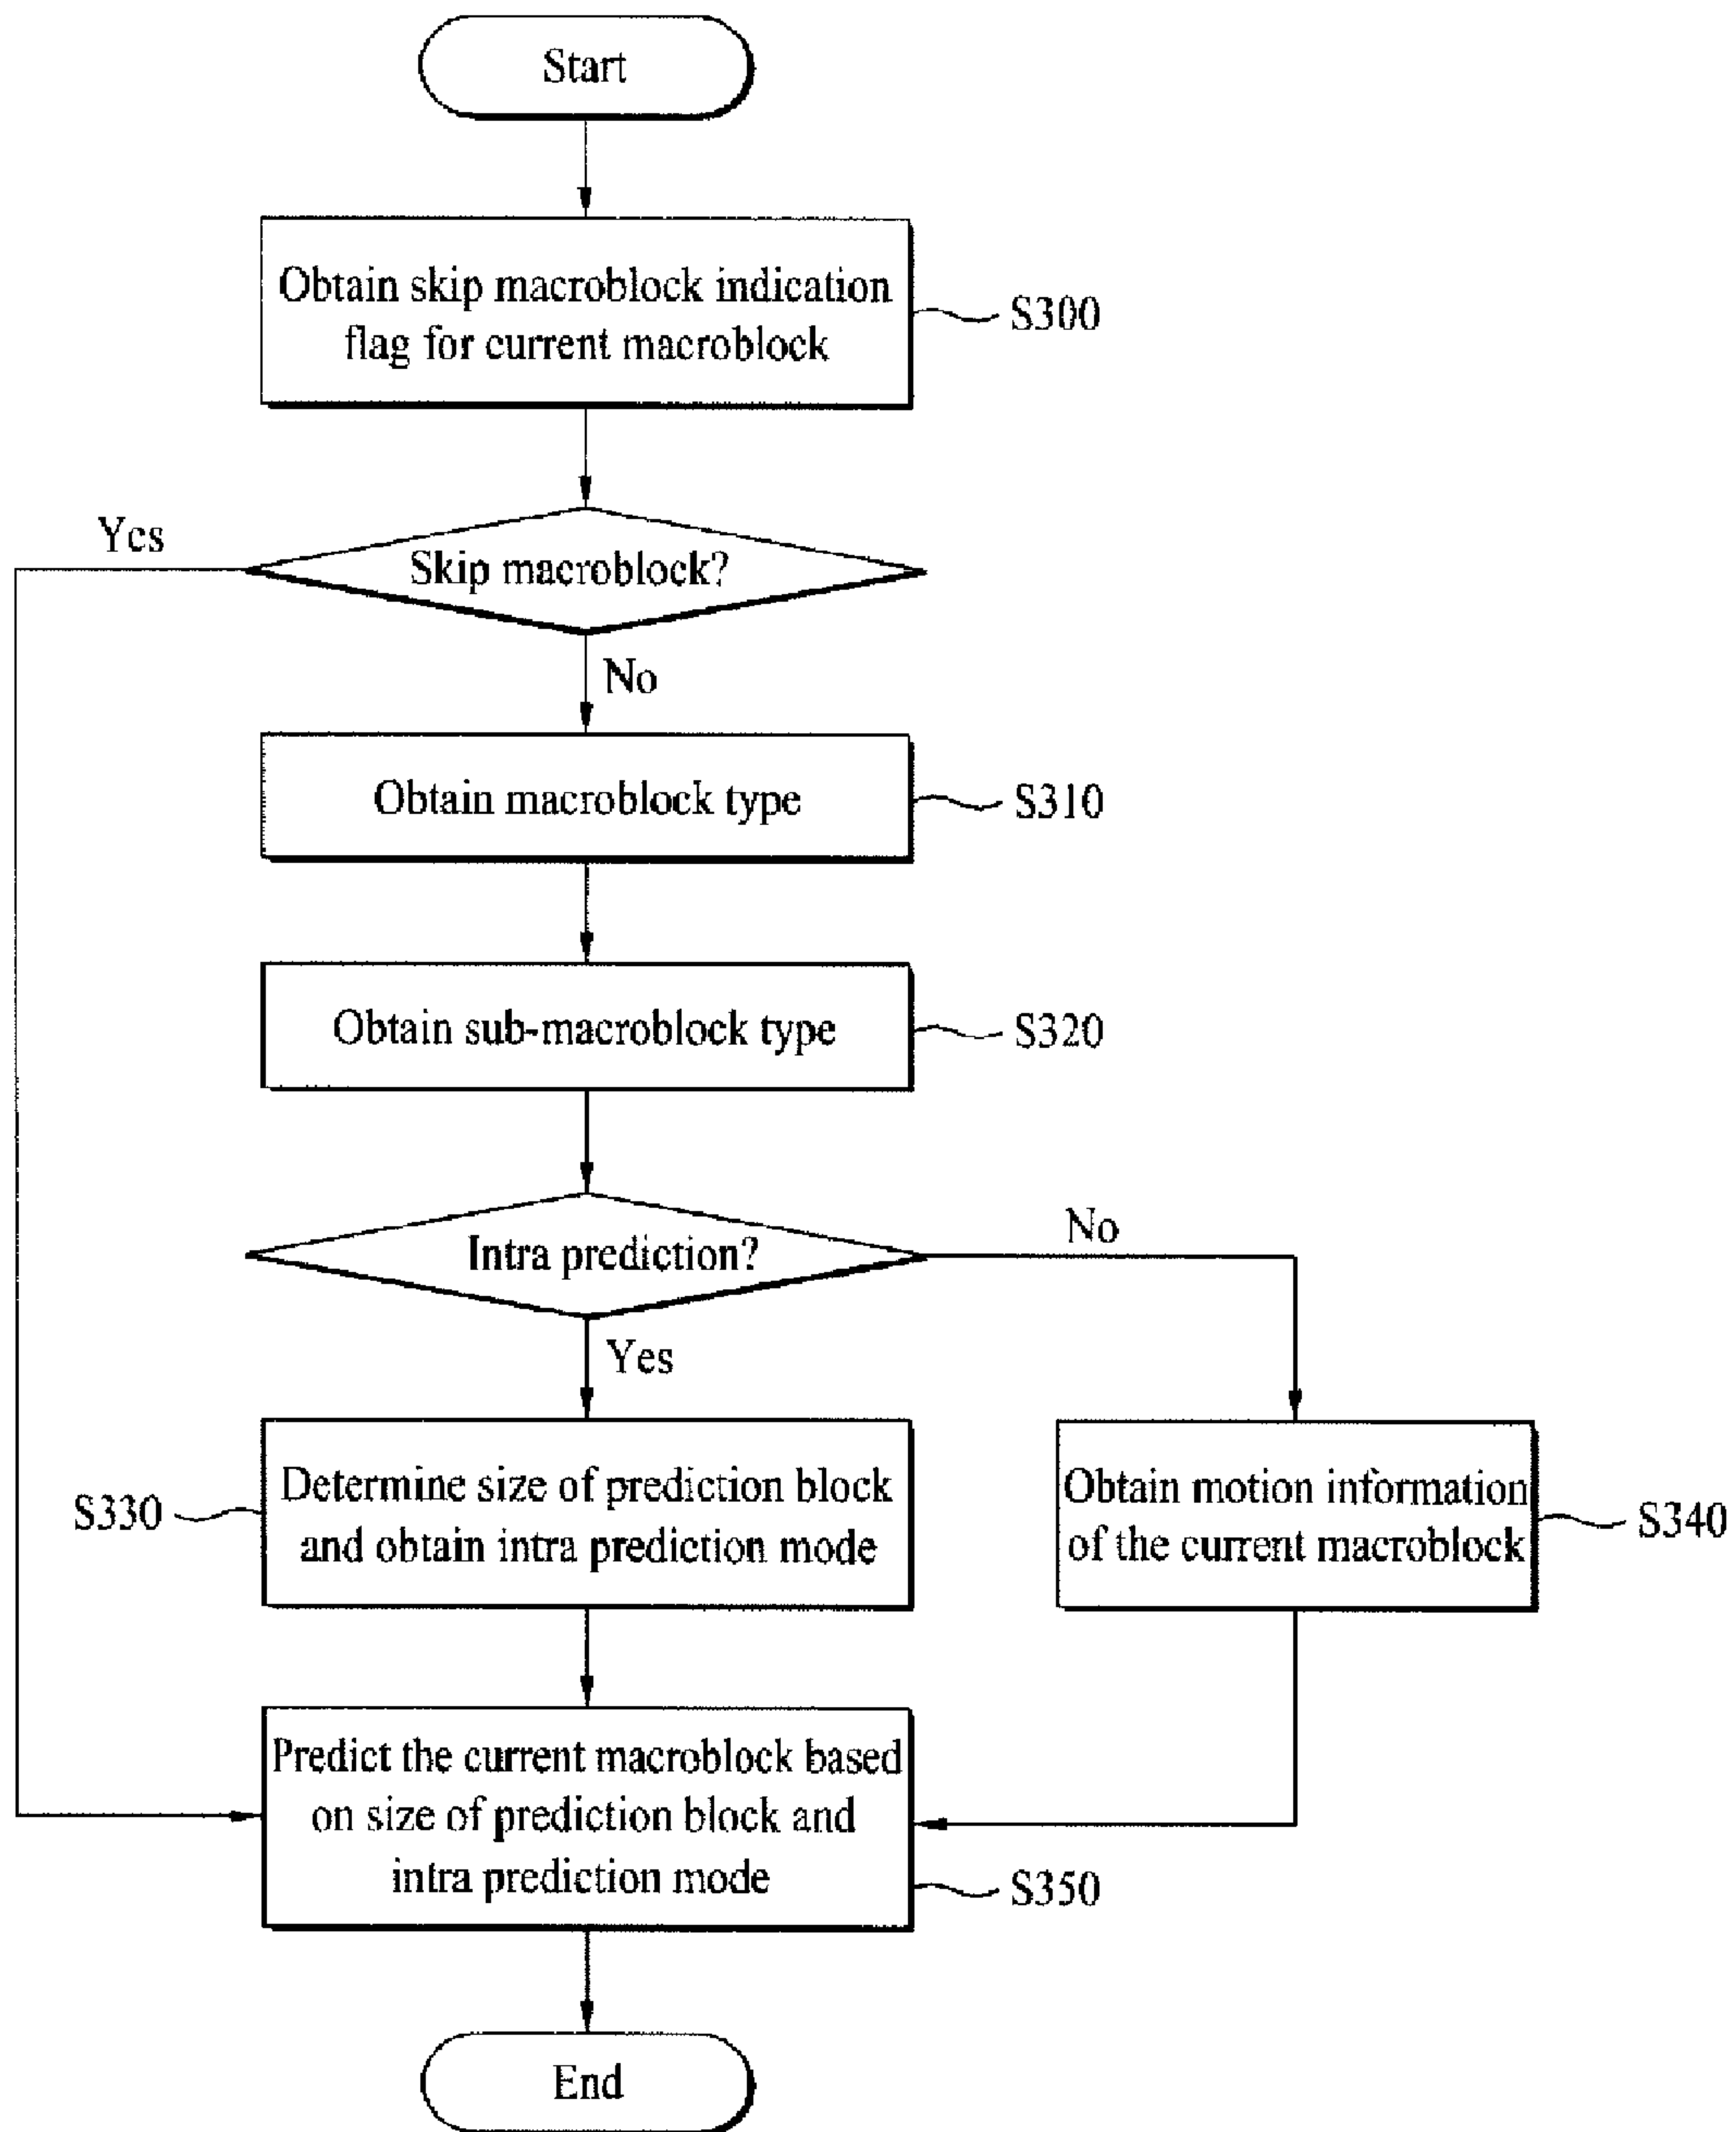 Start
Obtain skip macroblock indication
flag for current macroblock
S300
Yes
Skip macroblock?
No
Obtain macroblock type
S310
Obtain sub-macroblock type
S320
Intra prediction?
No
Yes
S330
Determine size of prediction block
and obtain intra prediction mode
Obtain motion information
of the current macroblock
S340
Predict the current macroblock based
on size of prediction block and
intra prediction mode
S350
End